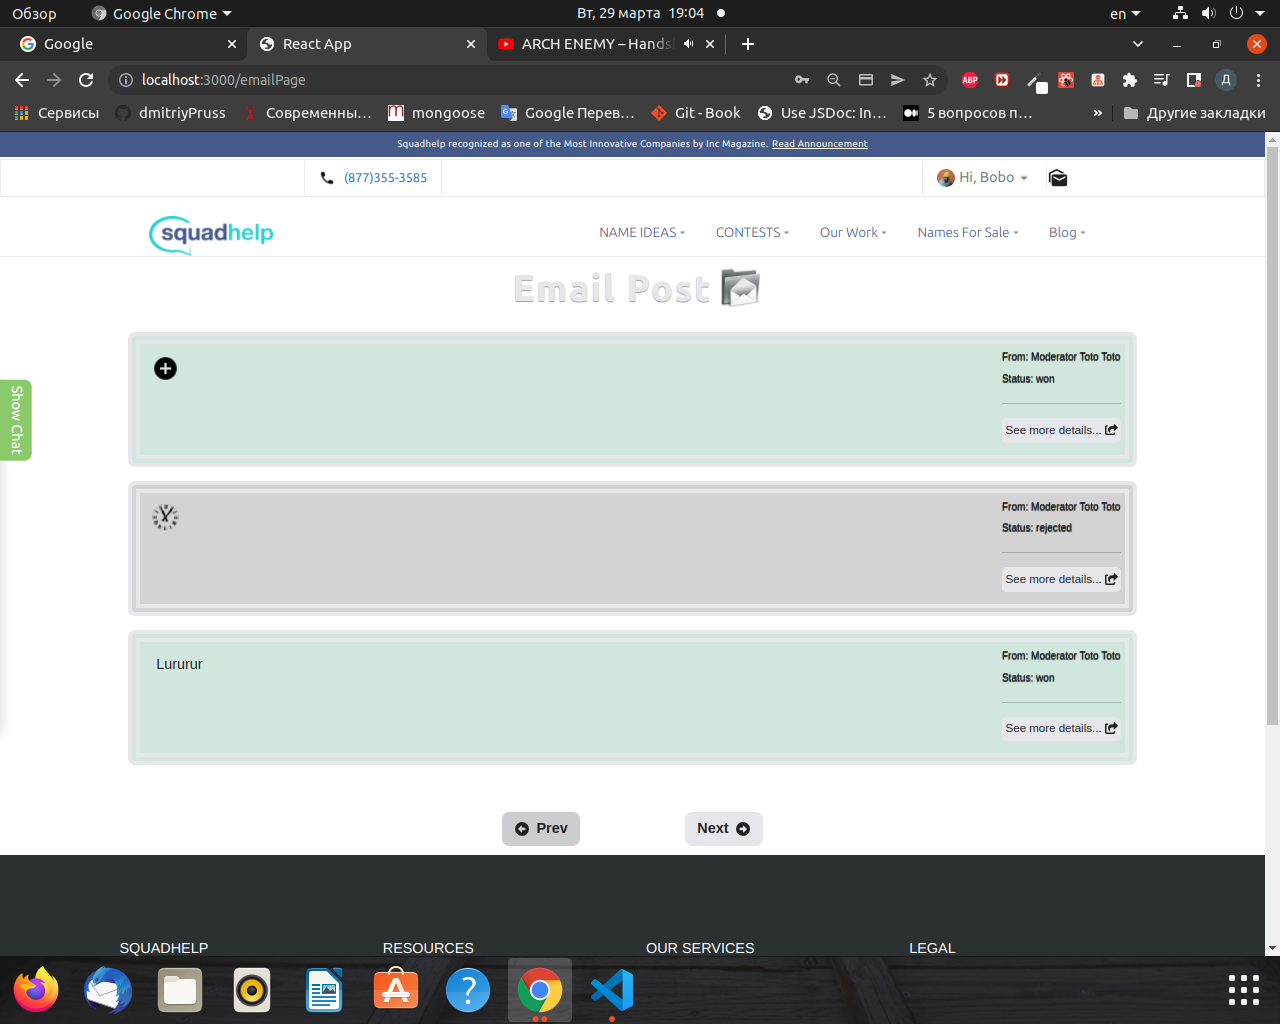 Обзор
Google Chrome
Вт, 29 марта 19:04
en
Google
React App
ARCH ENEMY – Hands
localhost:3000/emailPage
ABP
Д
Сервисы
dmitriyPruss
Современны…
mongoose
Google Перев…
Git - Book
Use JSDoc: In…
5 вопросов п…
»
Другие закладки
Squadhelp recognized as one of the Most Innovative Companies by Inc Magazine. Read Announcement
(877)355-3585
Hi, Bobo
squadhelp
NAME IDEAS
CONTESTS
Our Work
Names For Sale
Blog
Email Post
From: Moderator Toto Toto
Status: won
See more details...
Show Chat
From: Moderator Toto Toto
Status: rejected
See more details...
Lururur
From: Moderator Toto Toto
Status: won
See more details...
Prev
Next
SQUADHELP
RESOURCES
OUR SERVICES
LEGAL